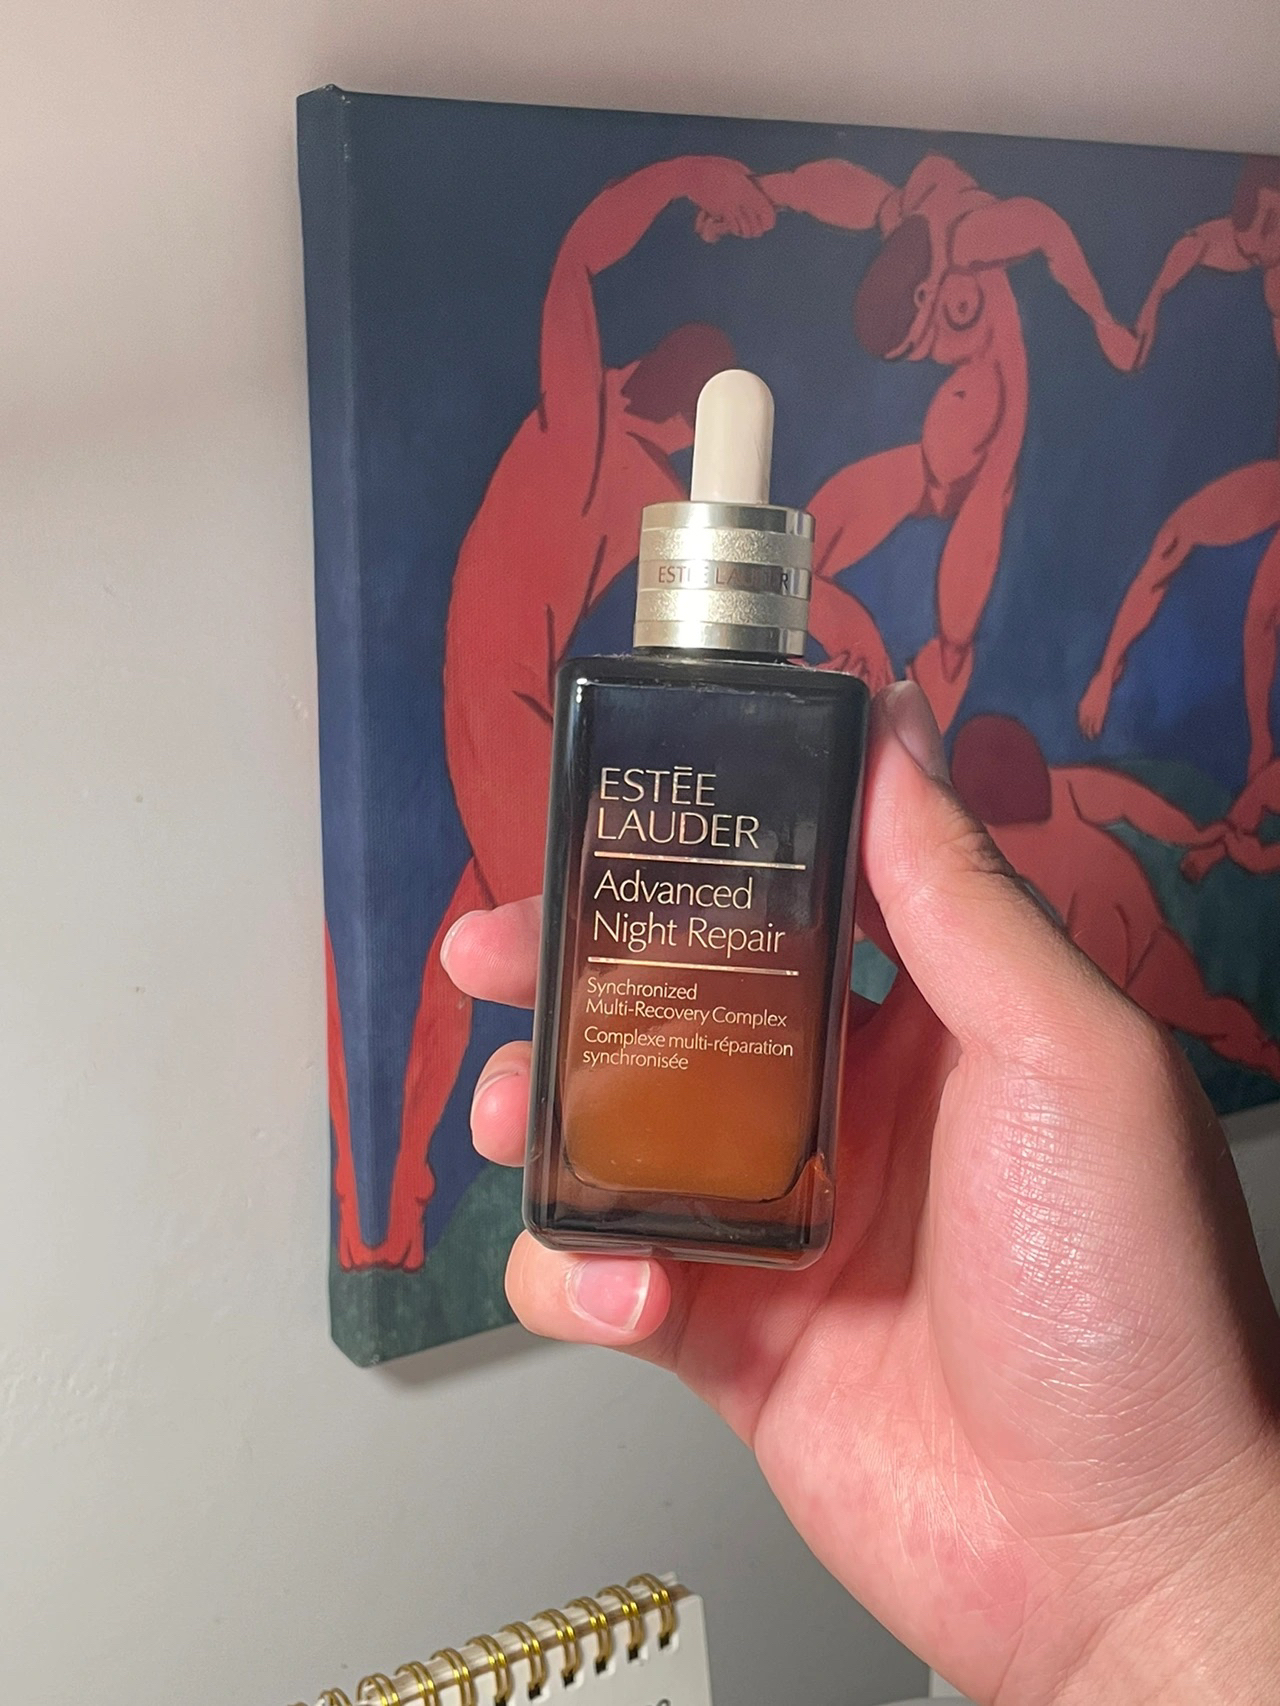 ESTĒE LAUDER
ESTĒE
LAUDER
Advanced
Night Repair
Synchronized
Multi-Recovery Complex
Complexe multi-réparation
synchronisée